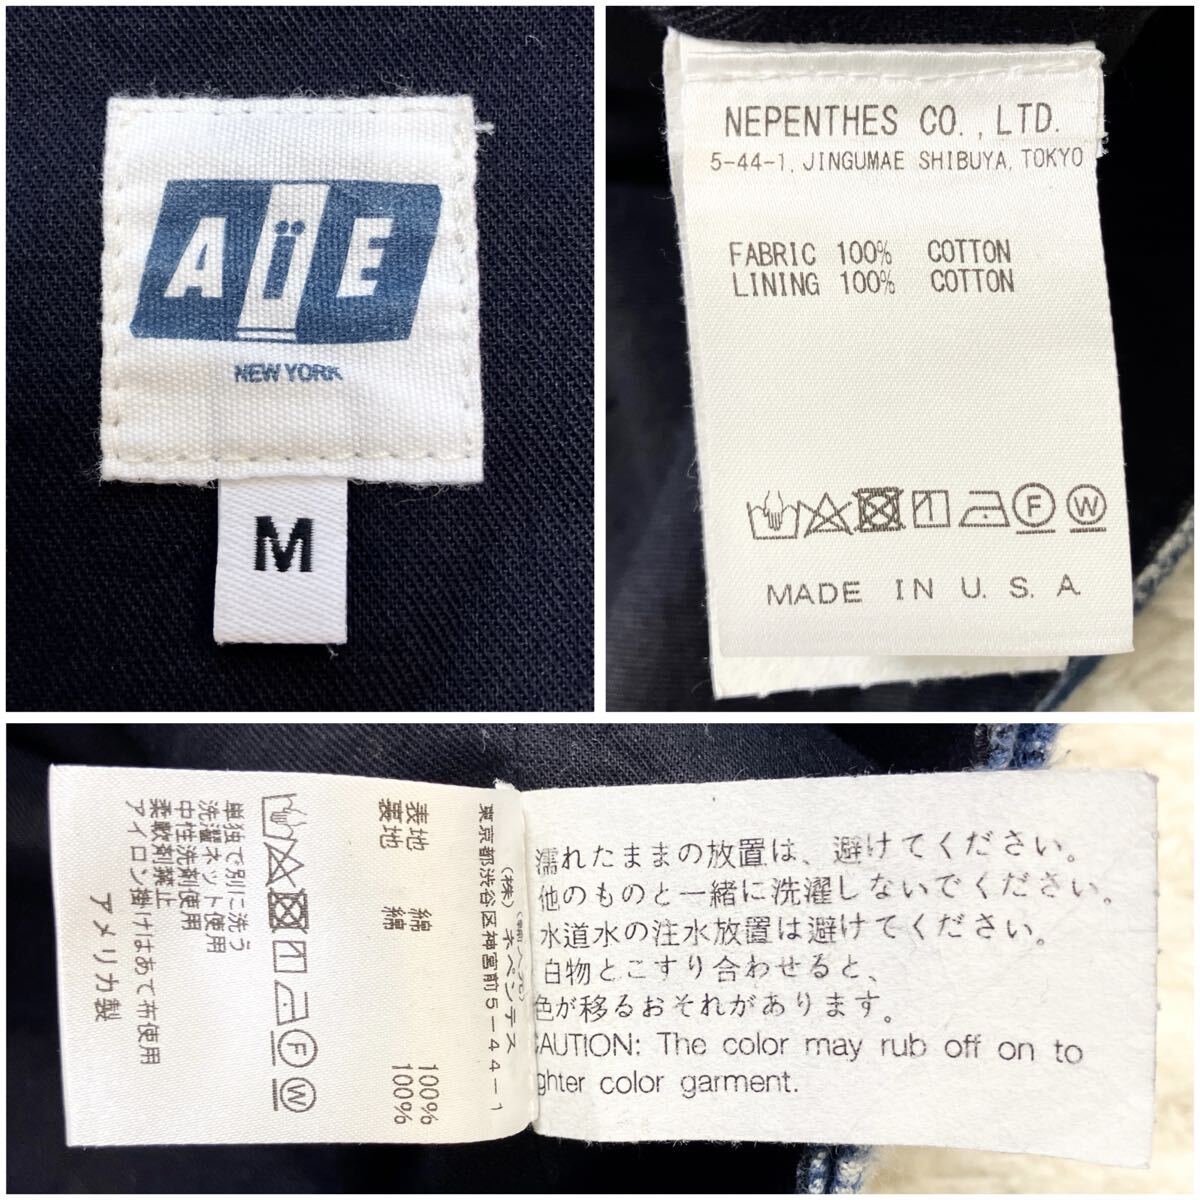 AïE
NEW YORK
M
NEPENTHES CO., LTD.
5-44-1, JINGUMAE SHIBUYA, TOKYO
FABRIC 100% COTTON
LINING 100% COTTON
F W
MADE IN U. S. A.
東京都渋谷区神宮前5-44-1
ネペンテス
表地 綿 100%
裏地 綿 100%
F W
単独で別に洗う
洗濯ネット使用
中性洗剤使用
柔軟剤禁止
アイロン掛けはあて布使用
アメリカ製
濡れたままの放置は、避けてください。
他のものと一緒に洗濯しないでください。
水道水の注水放置は避けてください。
白物とこすり合わせると、
色が移るおそれがあります。
CAUTION: The color may rub off on to
ghter color garment.